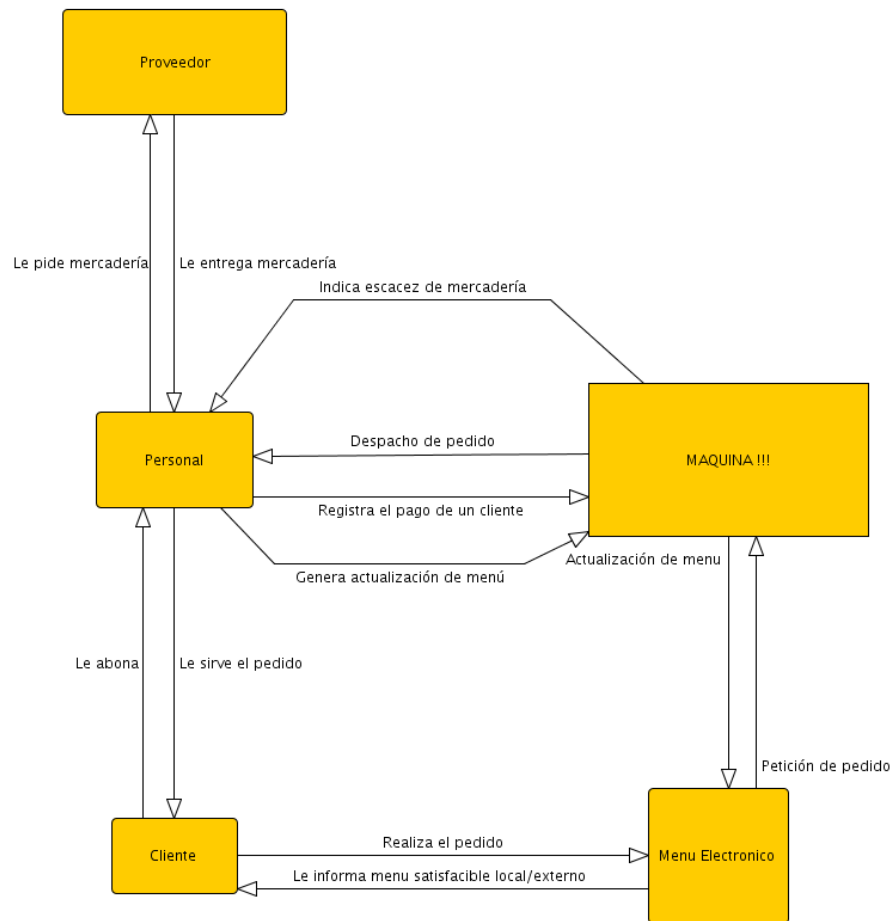 Proveedor
Le pide mercadería
Le entrega mercadería
Indica escacez de mercadería
Personal
Despacho de pedido
MAQUINA !!!
Registra el pago de un cliente
Genera actualización de menú
Actualización de menu
Le abona
Le sirve el pedido
Petición de pedido
Cliente
Realiza el pedido
Menu Electronico
Le informa menu satisfacible local/externo